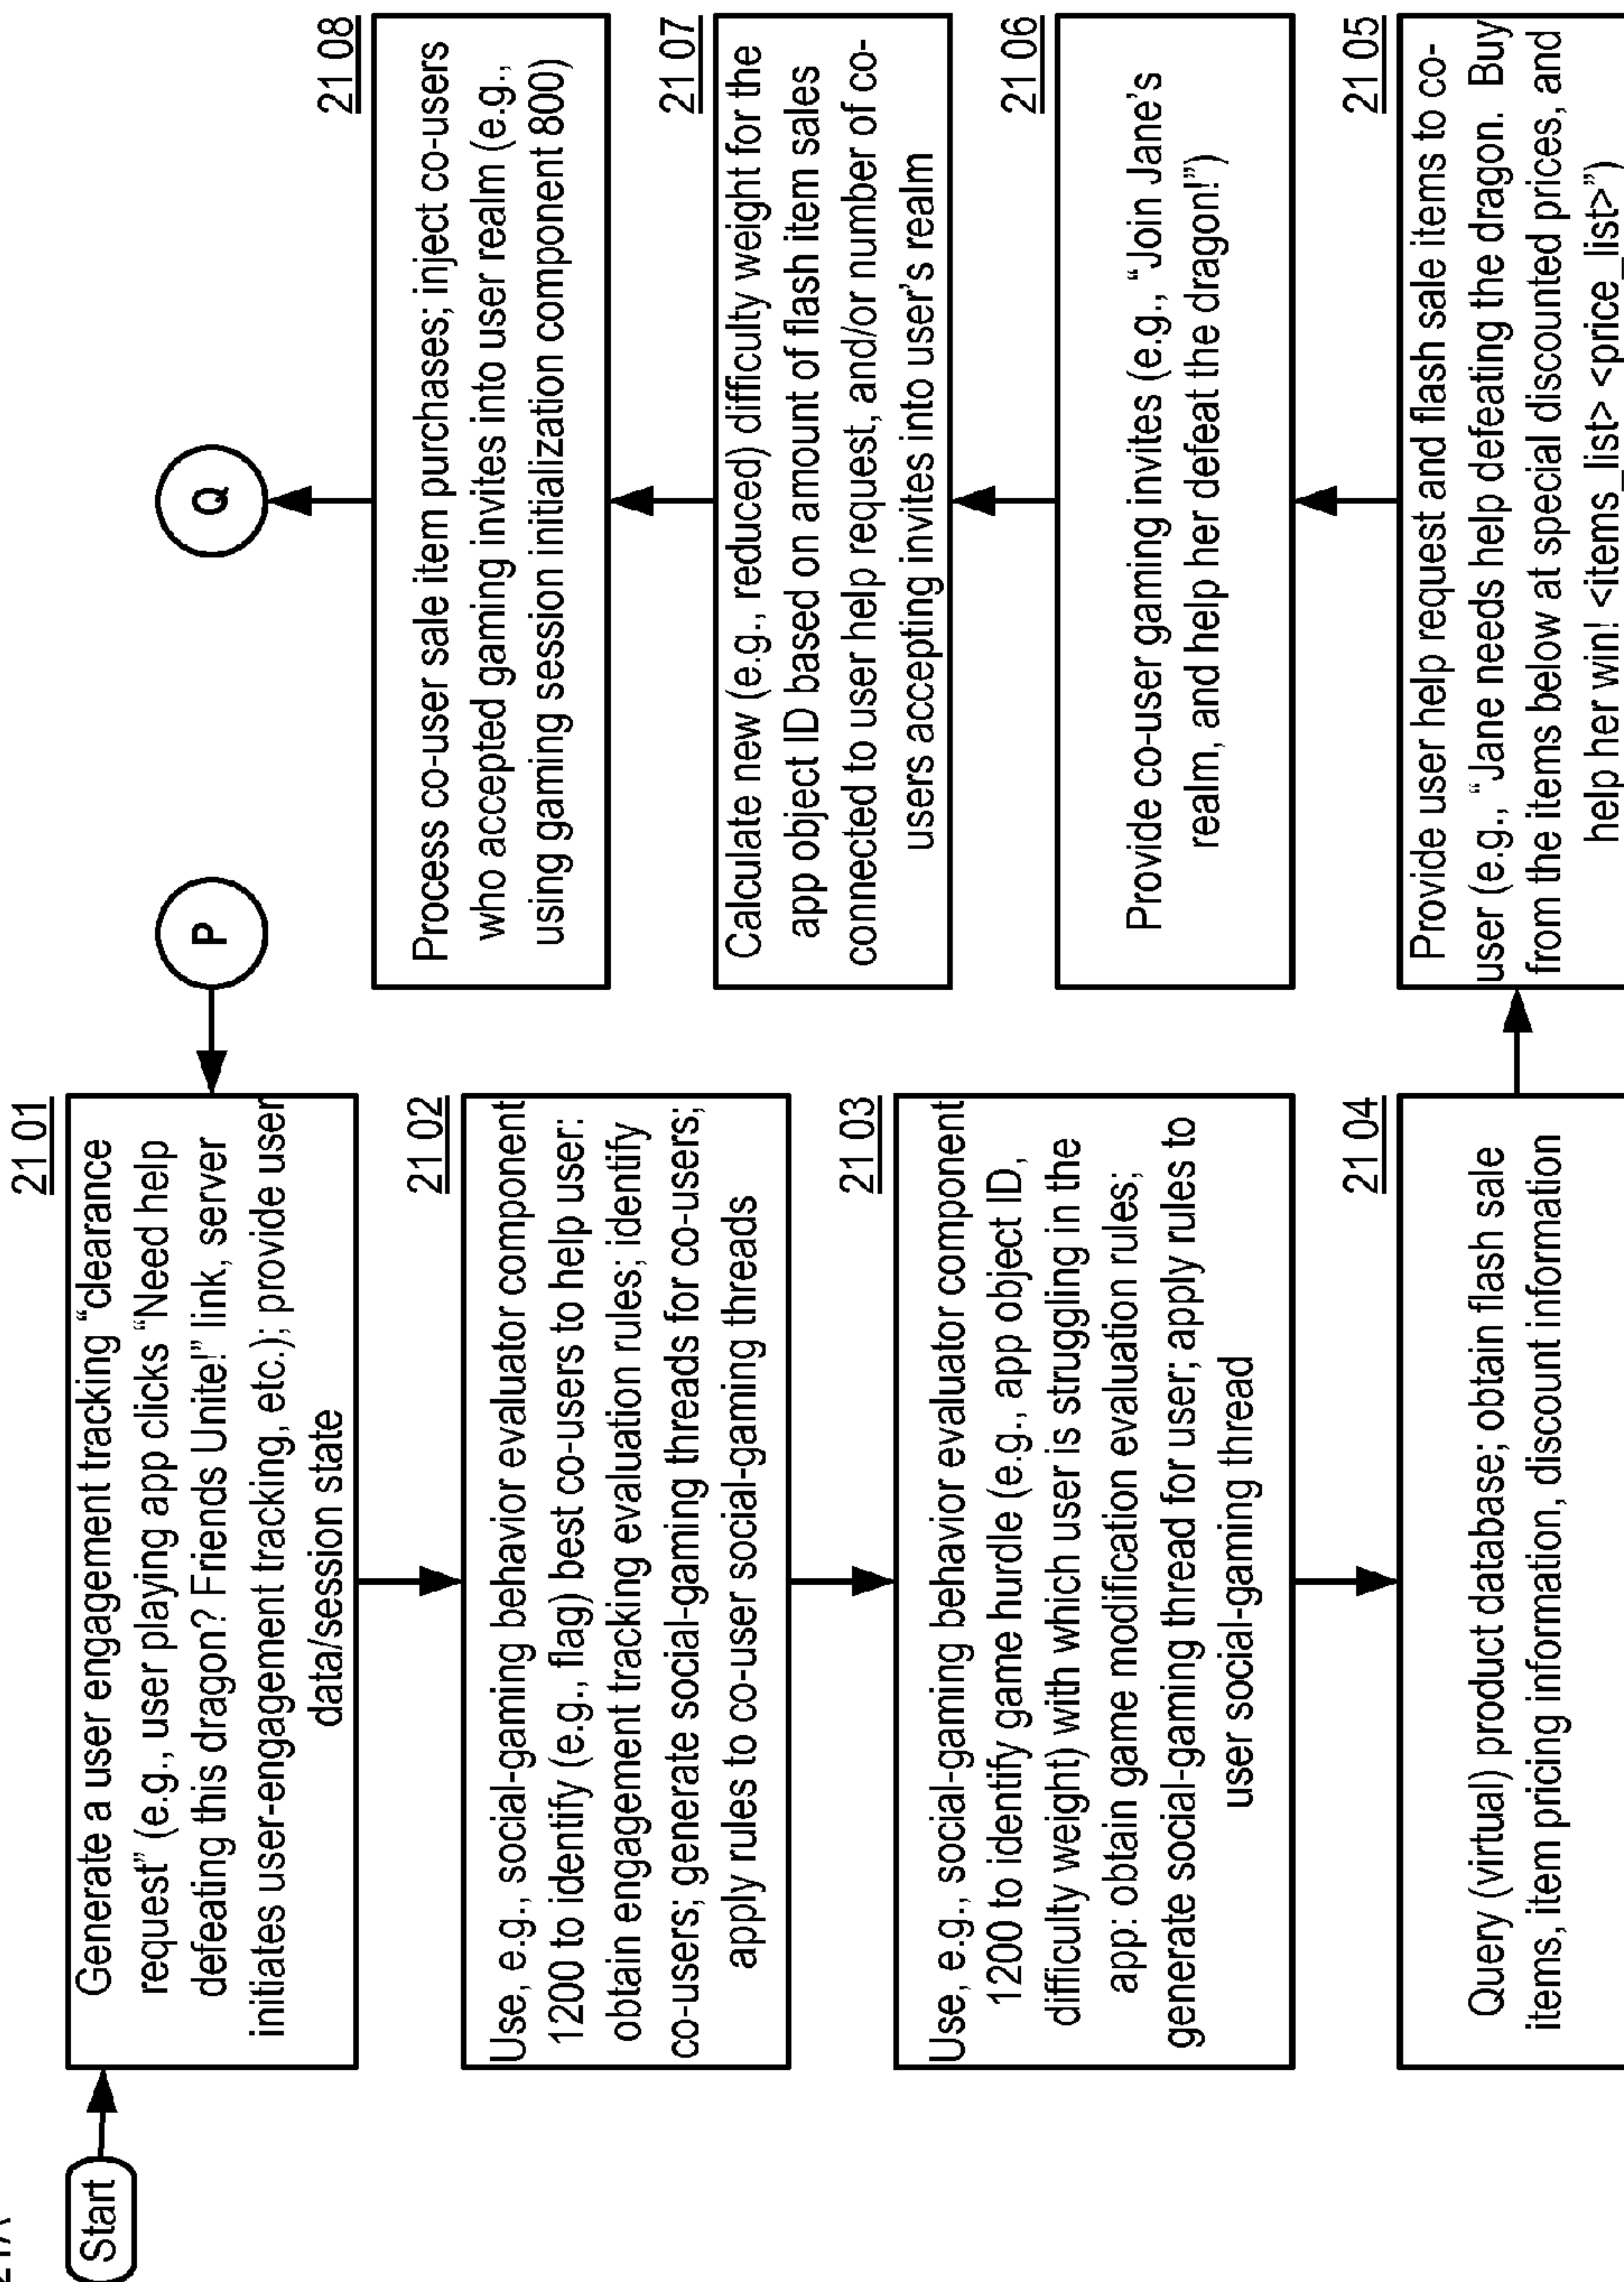 21A
Start
P
Q
21 01
Generate a user engagement tracking “clearance
request” (e.g., user playing app clicks “Need help
defeating this dragon? Friends Unite!” link, server
initiates user-engagement tracking, etc.); provide user
data/session state
21 02
Use, e.g., social-gaming behavior evaluator component
1200 to identify (e.g., flag) best co-users to help user:
obtain engagement tracking evaluation rules; identify
co-users; generate social-gaming threads for co-users;
apply rules to co-user social-gaming threads
21 03
Use, e.g., social-gaming behavior evaluator component
1200 to identify game hurdle (e.g., app object ID,
difficulty weight) with which user is struggling in the
app: obtain game modification evaluation rules;
generate social-gaming thread for user; apply rules to
user social-gaming thread
21 04
Query (virtual) product database; obtain flash sale
items, item pricing information, discount information
21 05
Provide user help request and flash sale items to co-
user (e.g., “Jane needs help defeating the dragon.  Buy
from the items below at special discounted prices, and
help her win! <items_list> <price_list>”)
21 06
Provide co-user gaming invites (e.g., “Join Jane’s
realm, and help her defeat the dragon!”)
21 07
Calculate new (e.g., reduced) difficulty weight for the
app object ID based on amount of flash item sales
connected to user help request, and/or number of co-
users accepting invites into user’s realm
21 08
Process co-user sale item purchases; inject co-users
who accepted gaming invites into user realm (e.g.,
using gaming session initialization component 800)